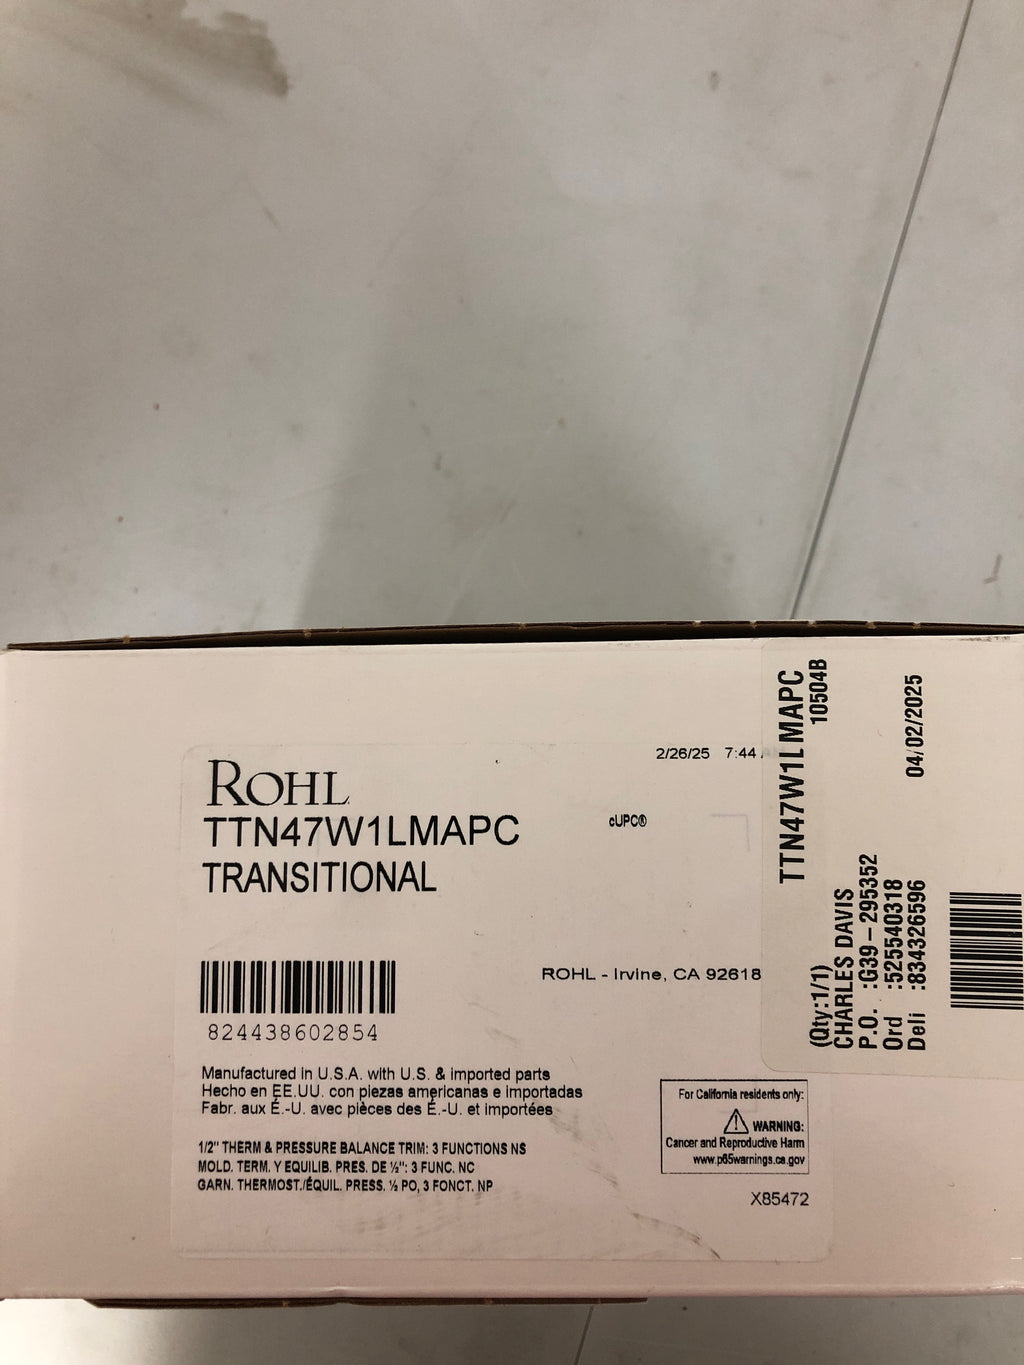 ROHL
TTN47W1LMAPC
TRANSITIONAL
2/26/25 7:44
cUPC®
ROHL - Irvine, CA 92618
824438602854
Manufactured in U.S.A. with U.S. & imported parts
Hecho en EE.UU. con piezas americanas e importadas
Fabr. aux É.-U. avec pièces des É.-U. et importées
1/2" THERM & PRESSURE BALANCE TRIM: 3 FUNCTIONS NS
MOLD. TERM. Y EQUILIB. PRES. DE ½": 3 FUNC. NC
GARN. THERMOST./ÉQUIL. PRESS. ½ PO, 3 FONCT. NP
For California residents only:
WARNING:
Cancer and Reproductive Harm
www.p65warnings.ca.gov
X85472
TTN47W1LMAPC
10504B
(Qty:1/1)
CHARLES DAVIS
P.O. :G39-295352
Ord :525540318
Deli :834326596
04/02/2025